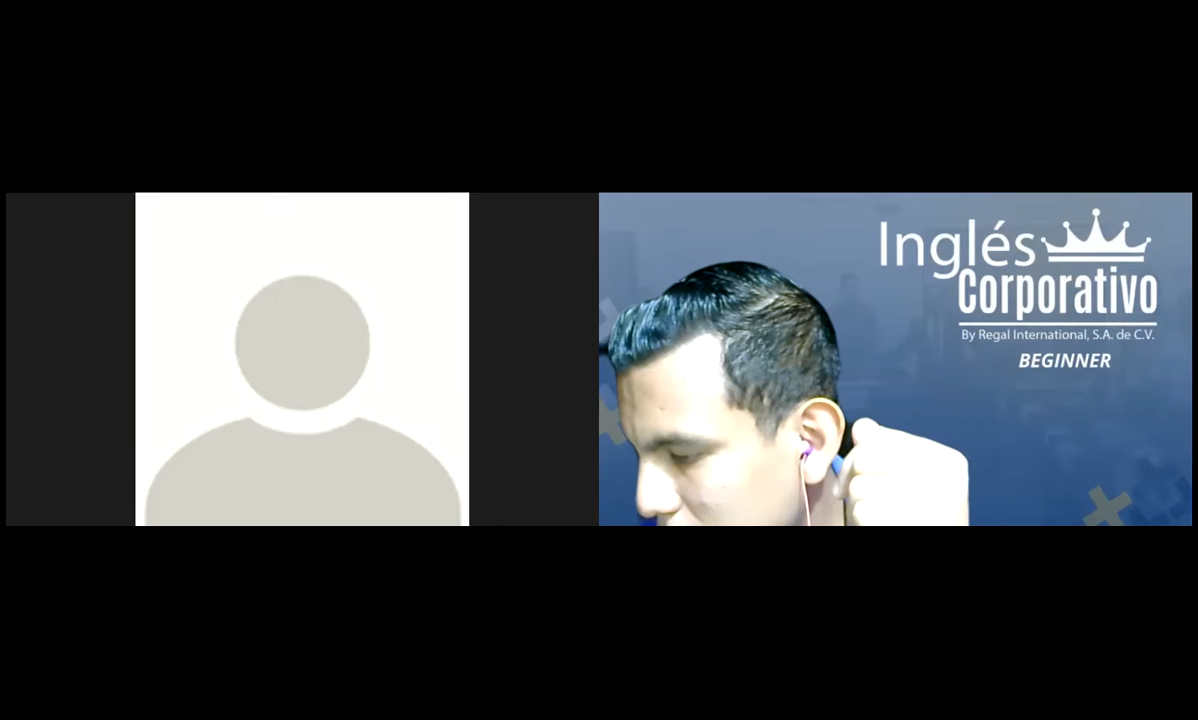 Inglés
Corporativo
By Regal International, S.A. de C.V.
BEGINNER